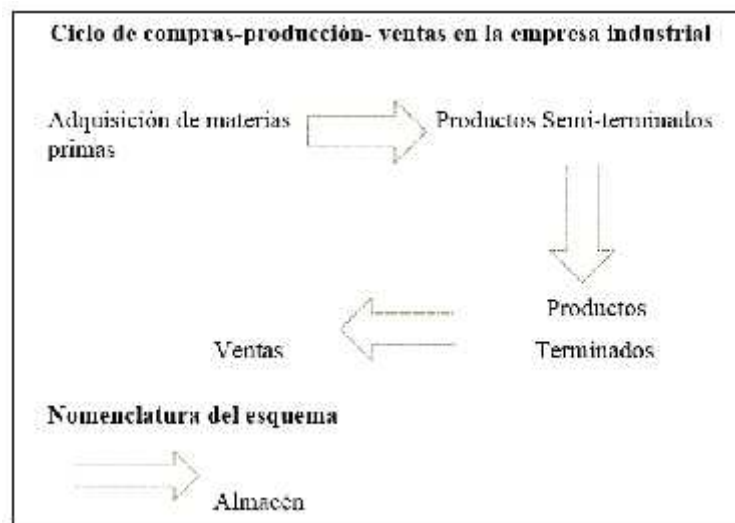 Ciclo de compras-producción- ventas en la empresa industrial
Adquisición de materias
primas
Productos Semi-terminados
Productos
Terminados
Ventas
Nomenclatura del esquema
Almacén